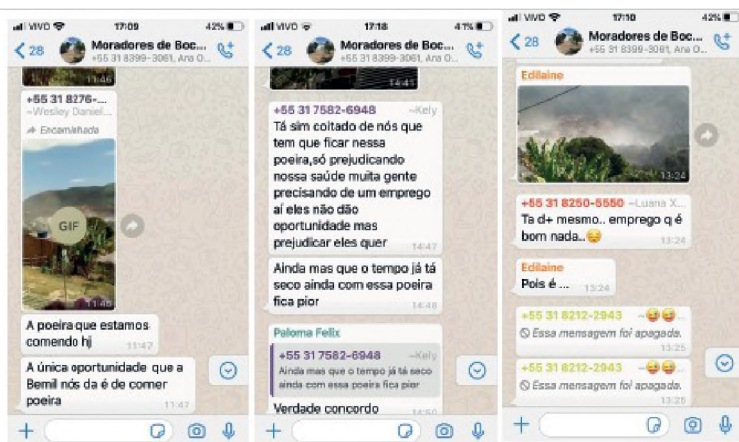 VIVO 17:09 42%
28 Moradores de Boc...
+55 31 8399-3061, Ana O...
11:46
+55 31 8276-...
~Wesley Daniel...
Encaminhada
GIF
11:45
A poeira que estamos
comendo hj 11:47
A única oportunidade que a
Bemil nós da é de comer
poeira 11:47
VIVO 17:18 41%
28 Moradores de Boc...
+55 31 8399-3061, Ana O...
14:41
+55 31 7582-6948 ~Kely
Tá sim coitado de nós que
tem que ficar nessa
poeira,só prejudicando
nossa saúde muita gente
precisando de um emprego
aí eles não dão
oportunidade mas
prejudicar eles quer 14:47
Ainda mas que o tempo já tá
seco ainda com essa poeira
fica pior 14:48
Paloma Felix
+55 31 7582-6948 ~Kely
Ainda mas que o tempo já tá seco
ainda com essa poeira fica pior
Verdade concordo 14:50
VIVO 17:10 42%
28 Moradores de Boc...
+55 31 8399-3061, Ana O...
Edilaine
13:24
+55 31 8250-5550 ~Luana X...
Ta d+ mesmo.. emprego q é
bom nada..😔 13:24
Edilaine
Pois é ... 13:24
+55 31 8212-2943 ~😅😅...
Essa mensagem foi apagada.
13:25
+55 31 8212-2943 ~😅😅...
Essa mensagem foi apagada.
13:25